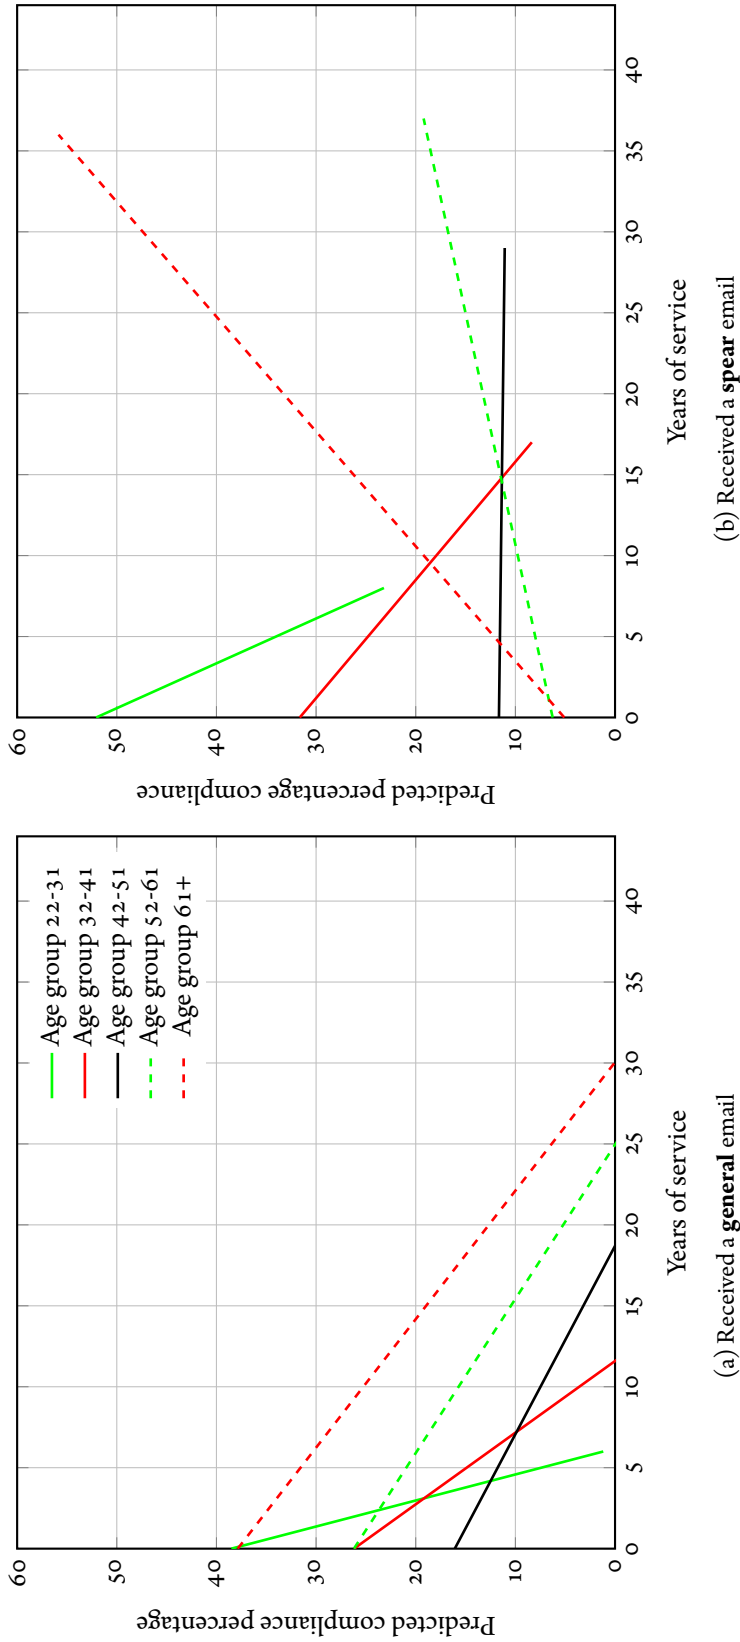 Predicted compliance percentage
60
50
40
30
20
10
0
0 5 10 15 20 25 30 35 40
Years of service
Age group 22-31
Age group 32-41
Age group 42-51
Age group 52-61
Age group 61+
(a) Received a general email
Predicted percentage compliance
60
50
40
30
20
10
0
0 5 10 15 20 25 30 35 40
Years of service
(b) Received a spear email